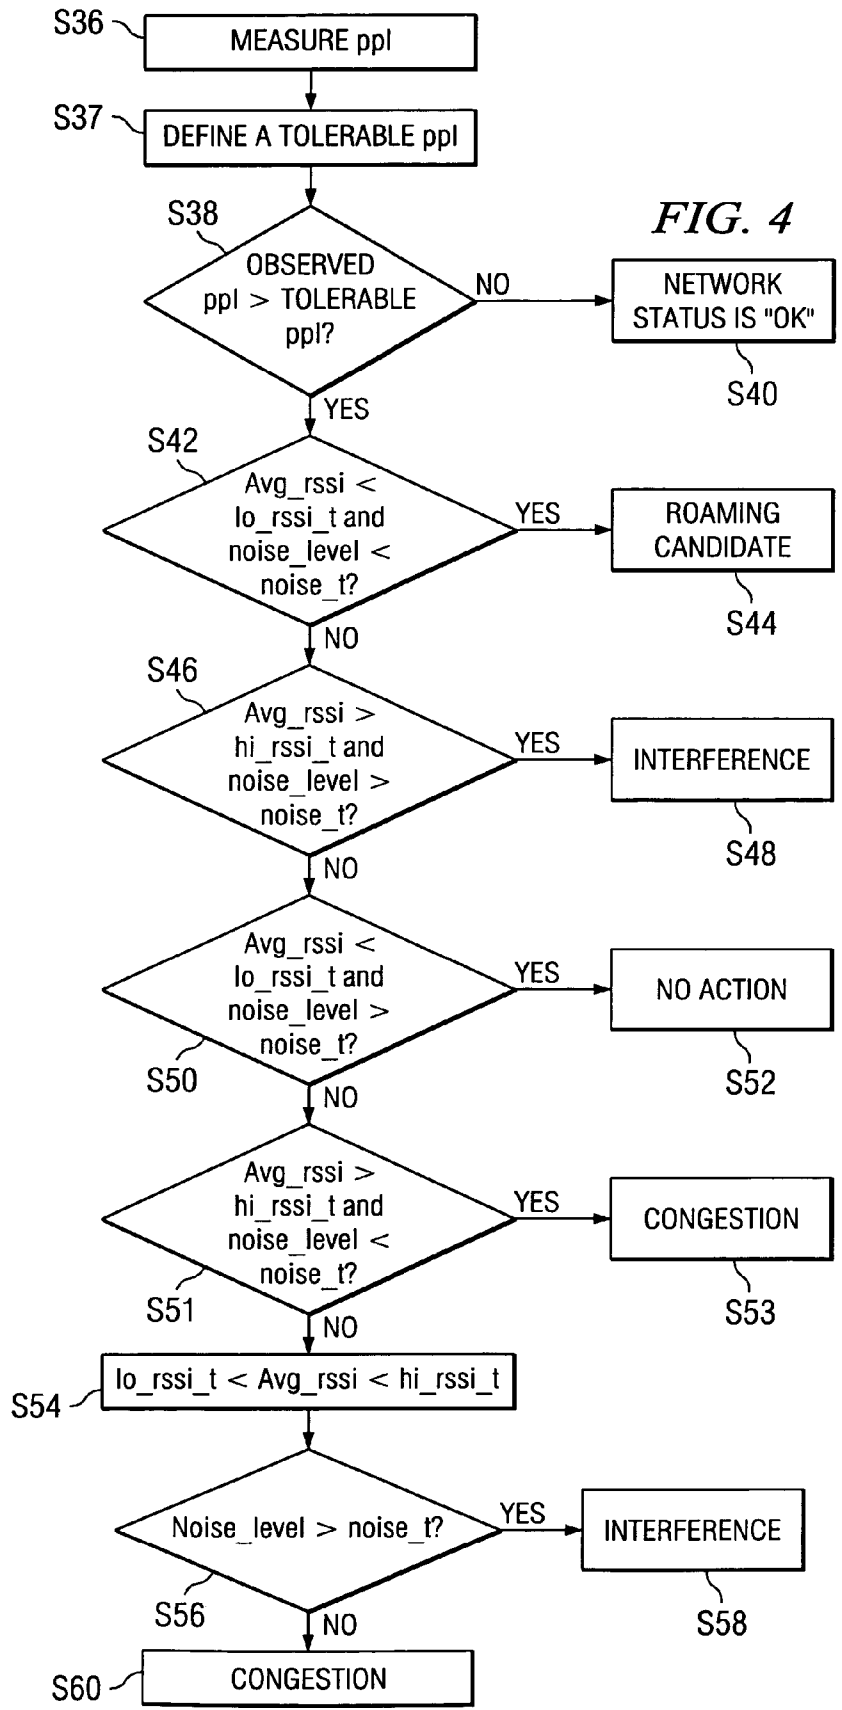 S36
MEASURE ppl
S37
DEFINE A TOLERABLE ppl
FIG. 4
S38
OBSERVED
ppl > TOLERABLE
ppl?
NO
NETWORK
STATUS IS "OK"
S40
YES
S42
Avg_rssi <
lo_rssi_t and
noise_level <
noise_t?
YES
ROAMING
CANDIDATE
S44
NO
S46
Avg_rssi >
hi_rssi_t and
noise_level >
noise_t?
YES
INTERFERENCE
S48
NO
Avg_rssi <
lo_rssi_t and
noise_level >
noise_t?
S50
YES
NO ACTION
S52
NO
Avg_rssi >
hi_rssi_t and
noise_level <
noise_t?
S51
YES
CONGESTION
S53
NO
lo_rssi_t < Avg_rssi < hi_rssi_t
S54
Noise_level > noise_t?
S56
YES
INTERFERENCE
S58
NO
CONGESTION
S60